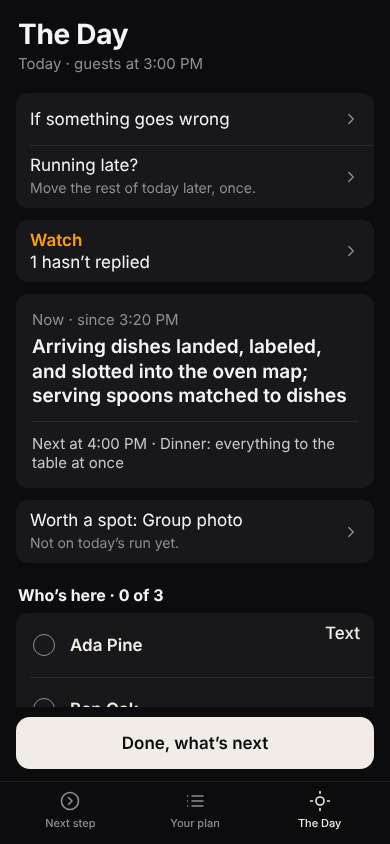 The Day
Today · guests at 3:00 PM
If something goes wrong
Running late?
Move the rest of today later, once.
Watch
1 hasn’t replied
Now · since 3:20 PM
Arriving dishes landed, labeled,
and slotted into the oven map;
serving spoons matched to dishes
Next at 4:00 PM · Dinner: everything to the
table at once
Worth a spot: Group photo
Not on today’s run yet.
Who’s here · 0 of 3
Ada Pine
Text
Done, what’s next
Next step
Your plan
The Day